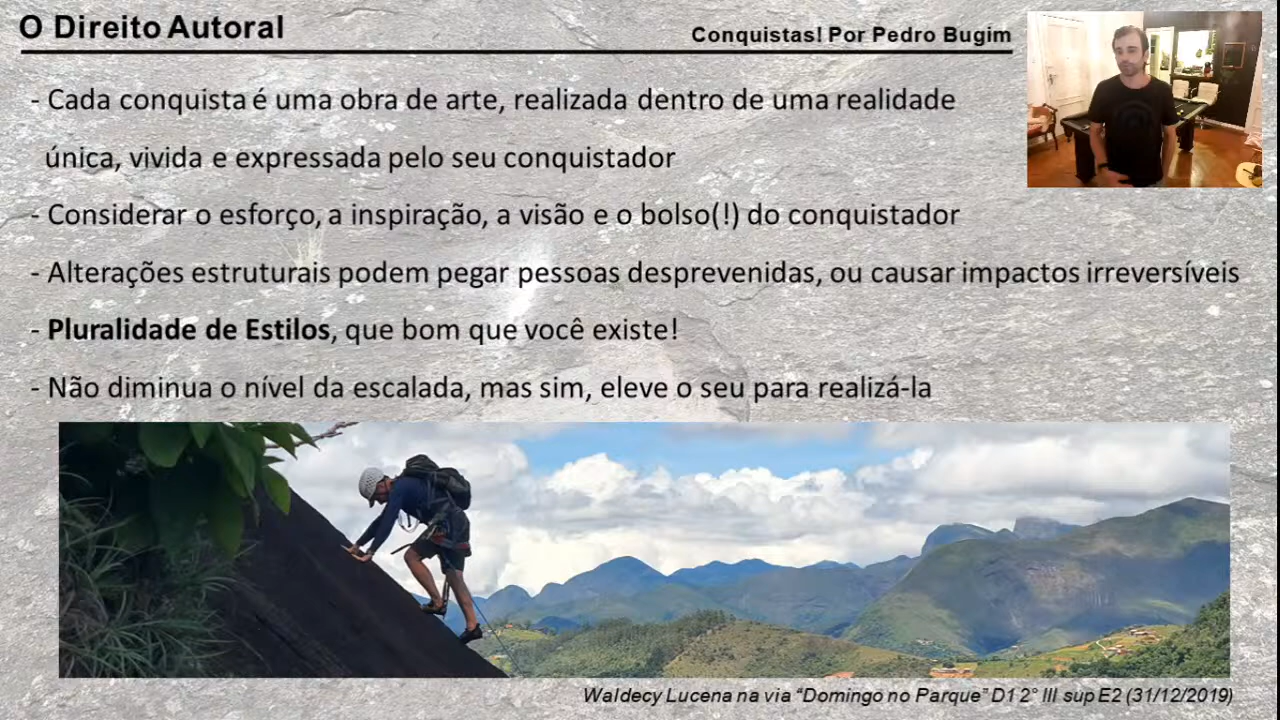 O Direito Autoral
Conquistas! Por Pedro Bugim
- Cada conquista é uma obra de arte, realizada dentro de uma realidade
única, vivida e expressada pelo seu conquistador
- Considerar o esforço, a inspiração, a visão e o bolso(!) do conquistador
- Alterações estruturais podem pegar pessoas desprevenidas, ou causar impactos irreversíveis
- Pluralidade de Estilos, que bom que você existe!
- Não diminua o nível da escalada, mas sim, eleve o seu para realizá-la
Waldecy Lucena na via “Domingo no Parque” D1 2° III sup E2 (31/12/2019)